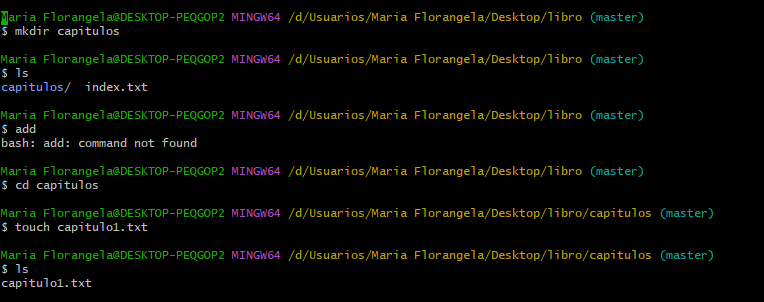 Maria Florangela@DESKTOP-PEQGOP2 MINGW64 /d/Usuarios/Maria Florangela/Desktop/libro (master)
$ mkdir capitulos
Maria Florangela@DESKTOP-PEQGOP2 MINGW64 /d/Usuarios/Maria Florangela/Desktop/libro (master)
$ ls
capitulos/  index.txt
Maria Florangela@DESKTOP-PEQGOP2 MINGW64 /d/Usuarios/Maria Florangela/Desktop/libro (master)
$ add
bash: add: command not found
Maria Florangela@DESKTOP-PEQGOP2 MINGW64 /d/Usuarios/Maria Florangela/Desktop/libro (master)
$ cd capitulos
Maria Florangela@DESKTOP-PEQGOP2 MINGW64 /d/Usuarios/Maria Florangela/Desktop/libro/capitulos (master)
$ touch capitulo1.txt
Maria Florangela@DESKTOP-PEQGOP2 MINGW64 /d/Usuarios/Maria Florangela/Desktop/libro/capitulos (master)
$ ls
capitulo1.txt